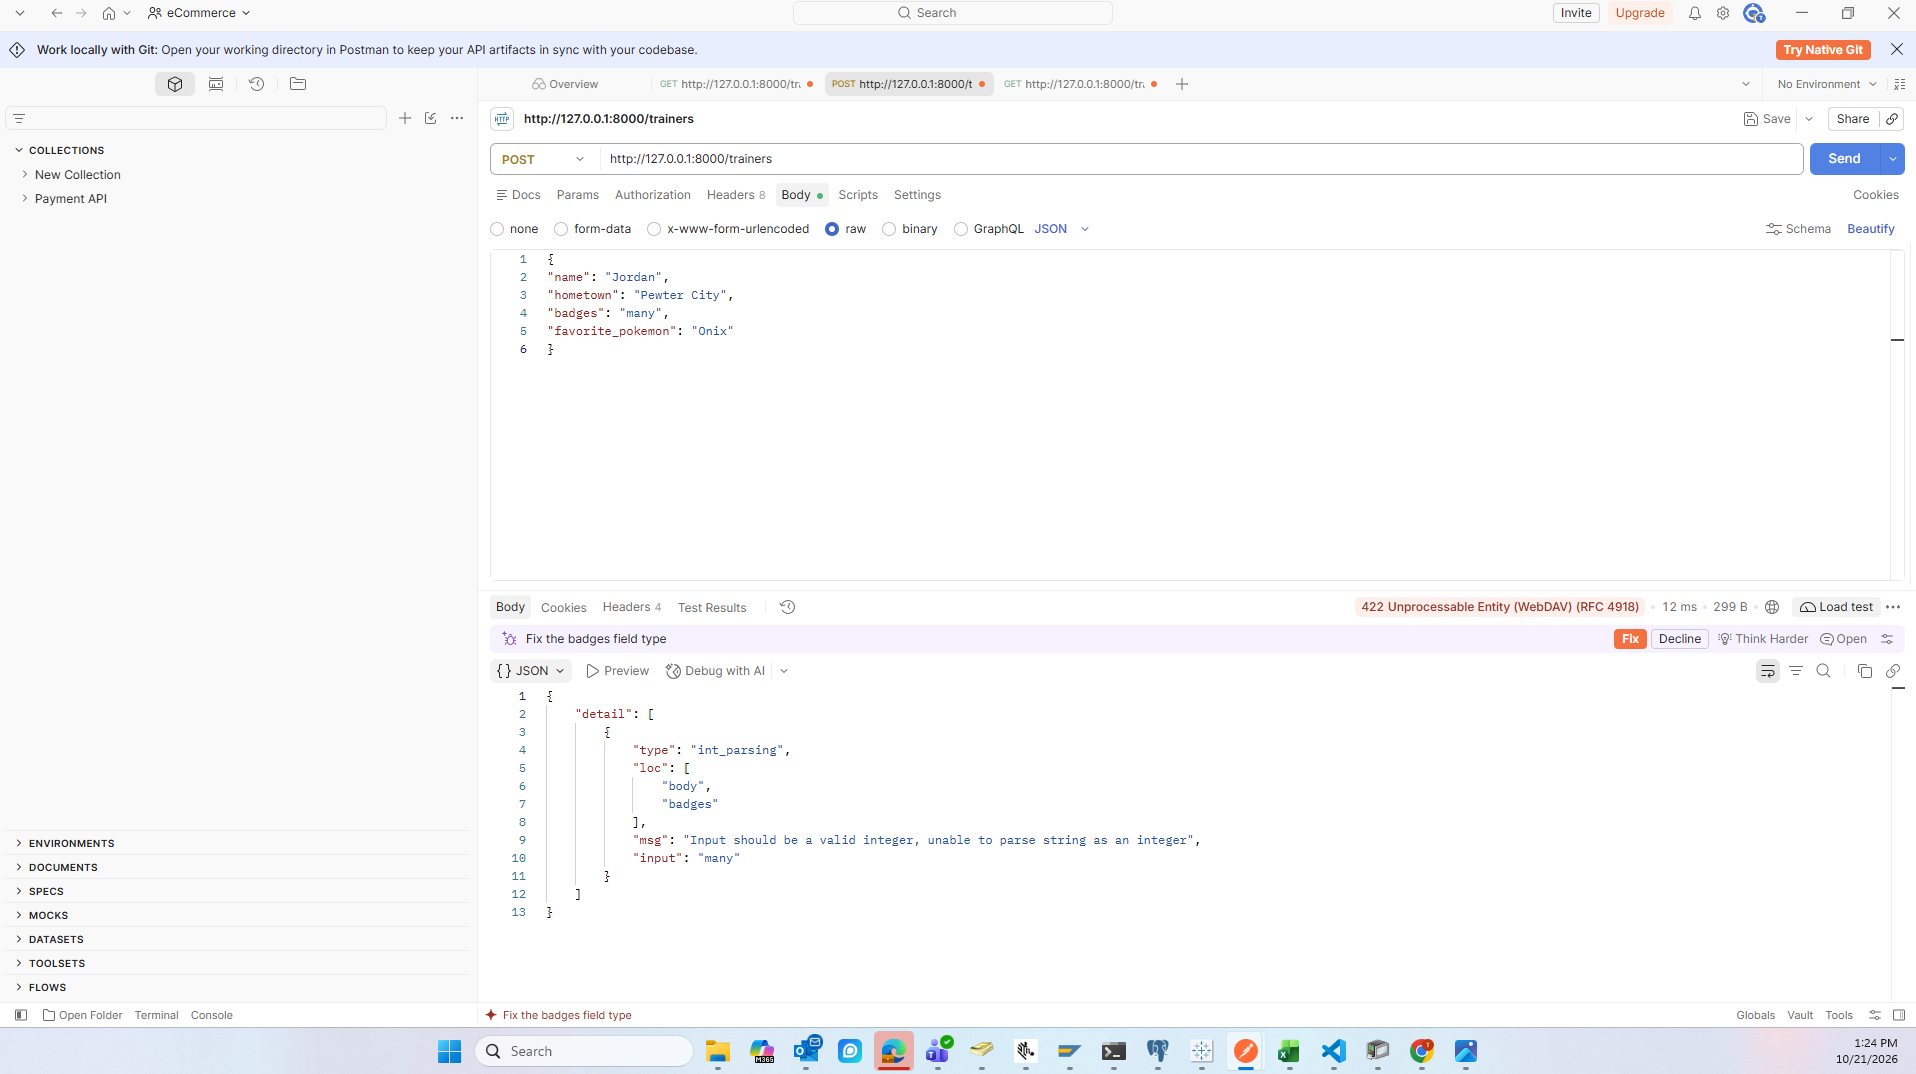 eCommerce
Search
Invite
Upgrade
Work locally with Git: Open your working directory in Postman to keep your API artifacts in sync with your codebase.
Try Native Git
Overview
GET http://127.0.0.1:8000/tr
POST http://127.0.0.1:8000/t
GET http://127.0.0.1:8000/tr
No Environment
HTTP
http://127.0.0.1:8000/trainers
Save
Share
COLLECTIONS
New Collection
Payment API
POST
http://127.0.0.1:8000/trainers
Send
Docs
Params
Authorization
Headers 8
Body
Scripts
Settings
Cookies
none
form-data
x-www-form-urlencoded
raw
binary
GraphQL
JSON
Schema
Beautify
1 {
2 "name": "Jordan",
3 "hometown": "Pewter City",
4 "badges": "many",
5 "favorite_pokemon": "Onix"
6 }
Body
Cookies
Headers 4
Test Results
422 Unprocessable Entity (WebDAV) (RFC 4918)
12 ms
299 B
Load test
Fix the badges field type
Fix
Decline
Think Harder
Open
{} JSON
Preview
Debug with AI
1 {
2 "detail": [
3 {
4 "type": "int_parsing",
5 "loc": [
6 "body",
7 "badges"
8 ],
9 "msg": "Input should be a valid integer, unable to parse string as an integer",
10 "input": "many"
11 }
12 ]
13 }
ENVIRONMENTS
DOCUMENTS
SPECS
MOCKS
DATASETS
TOOLSETS
FLOWS
Open Folder
Terminal
Console
Fix the badges field type
Globals
Vault
Tools
Search
M365
1:24 PM
10/21/2026